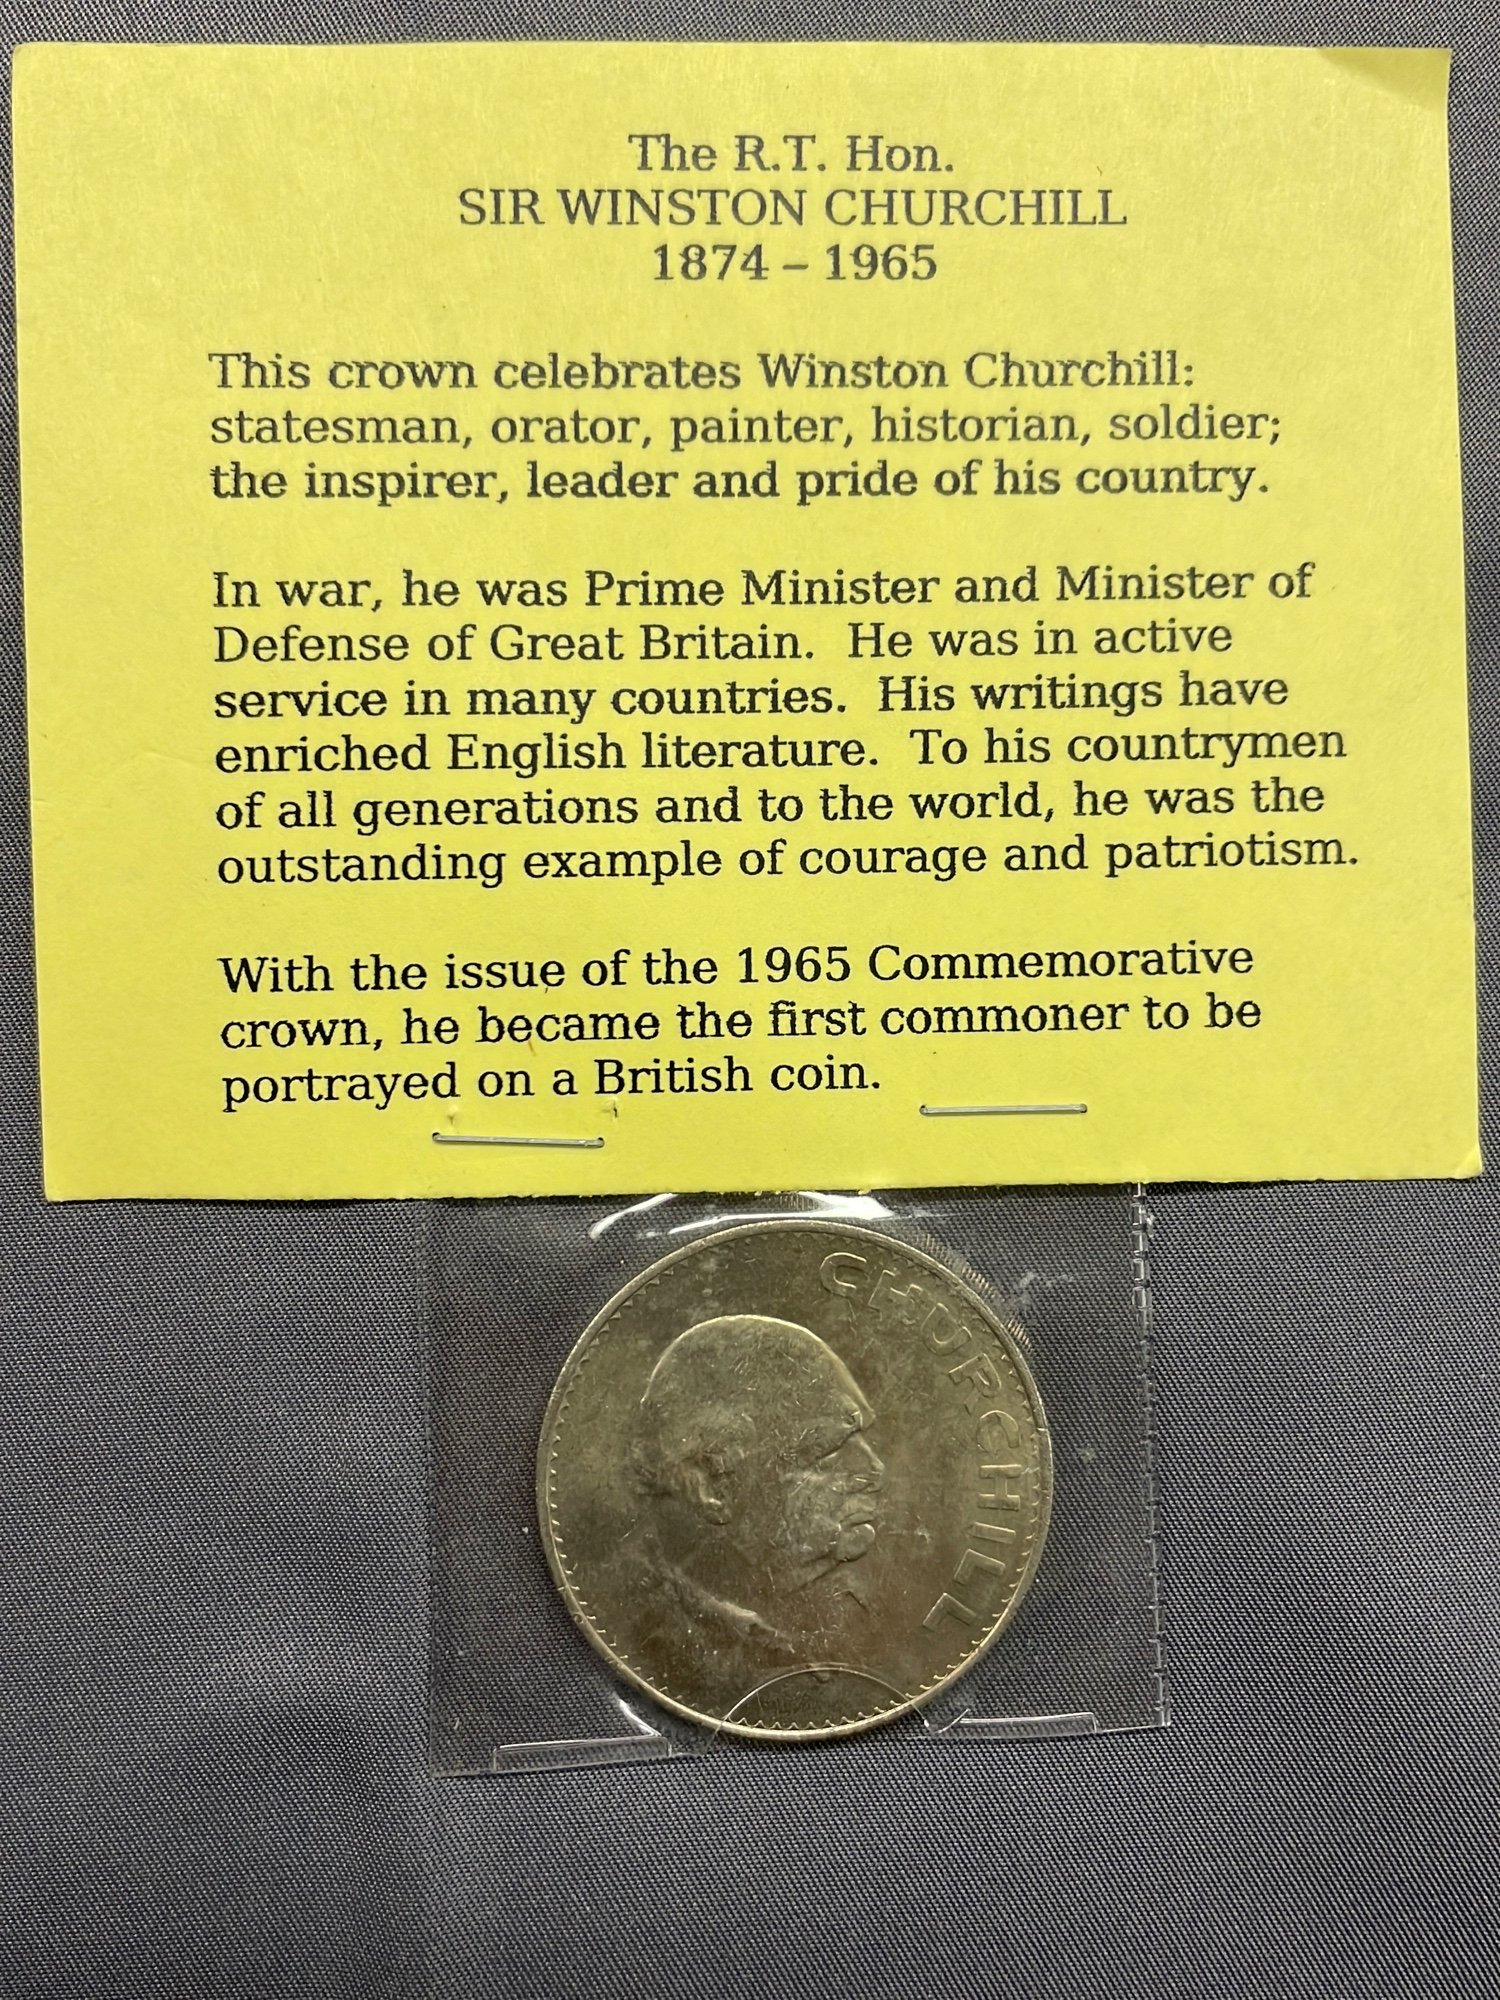 The R.T. Hon.
SIR WINSTON CHURCHILL
1874 – 1965
This crown celebrates Winston Churchill:
statesman, orator, painter, historian, soldier;
the inspirer, leader and pride of his country.
In war, he was Prime Minister and Minister of
Defense of Great Britain. He was in active
service in many countries. His writings have
enriched English literature. To his countrymen
of all generations and to the world, he was the
outstanding example of courage and patriotism.
With the issue of the 1965 Commemorative
crown, he became the first commoner to be
portrayed on a British coin.
CHURCHILL